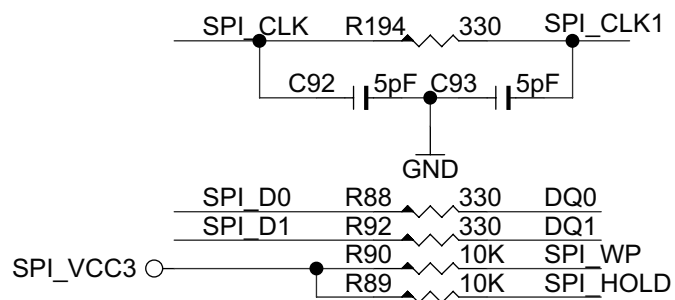 SPI_CLK R194 330 SPI_CLK1
C92 5pF C93 5pF
GND
SPI_D0 R88 330 DQ0
SPI_D1 R92 330 DQ1
SPI_VCC3 R90 10K SPI_WP
R89 10K SPI_HOLD